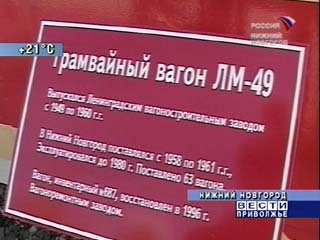 РОССИЯ
НИЖНИЙ НОВГОРОД
+21°C
Трамвайный вагон ЛМ-49
Выпускался Ленинградским вагоностроительным заводом
с 1949 по 1960 г.г.
В Нижний Новгород поставлялся с 1958 по 1961 г.г.,
Эксплуатировался до 1980 г. Поставлено 63 вагона
Вагон, инвентарный №687, восстановлен в 1996 г.
Вагоноремонтным заводом.
НИЖНИЙ НОВГОРОД
ВЕСТИ
ПРИВОЛЖЬЕ